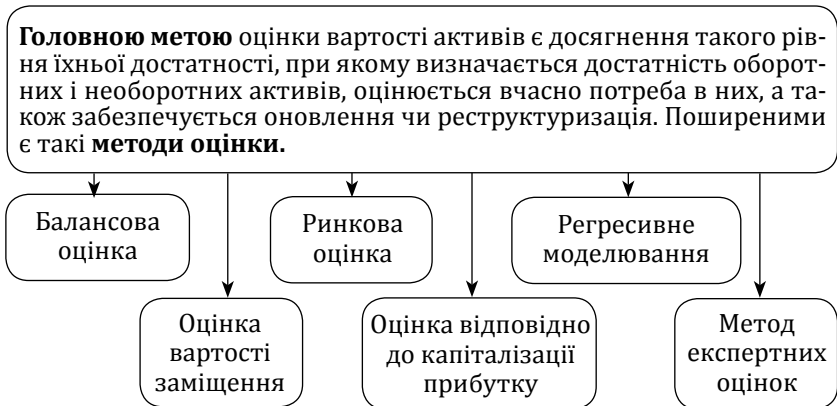 Головною метою оцінки вартості активів є досягнення такого рів-
ня їхньої достатності, при якому визначається достатність оборот-
них і необоротних активів, оцінюється вчасно потреба в них, а та-
кож забезпечується оновлення чи реструктуризація. Поширеними
є такі методи оцінки.
Балансова
оцінка
Ринкова
оцінка
Регресивне
моделювання
Оцінка
вартості
заміщення
Оцінка відповідно
до капіталізації
прибутку
Метод
експертних
оцінок